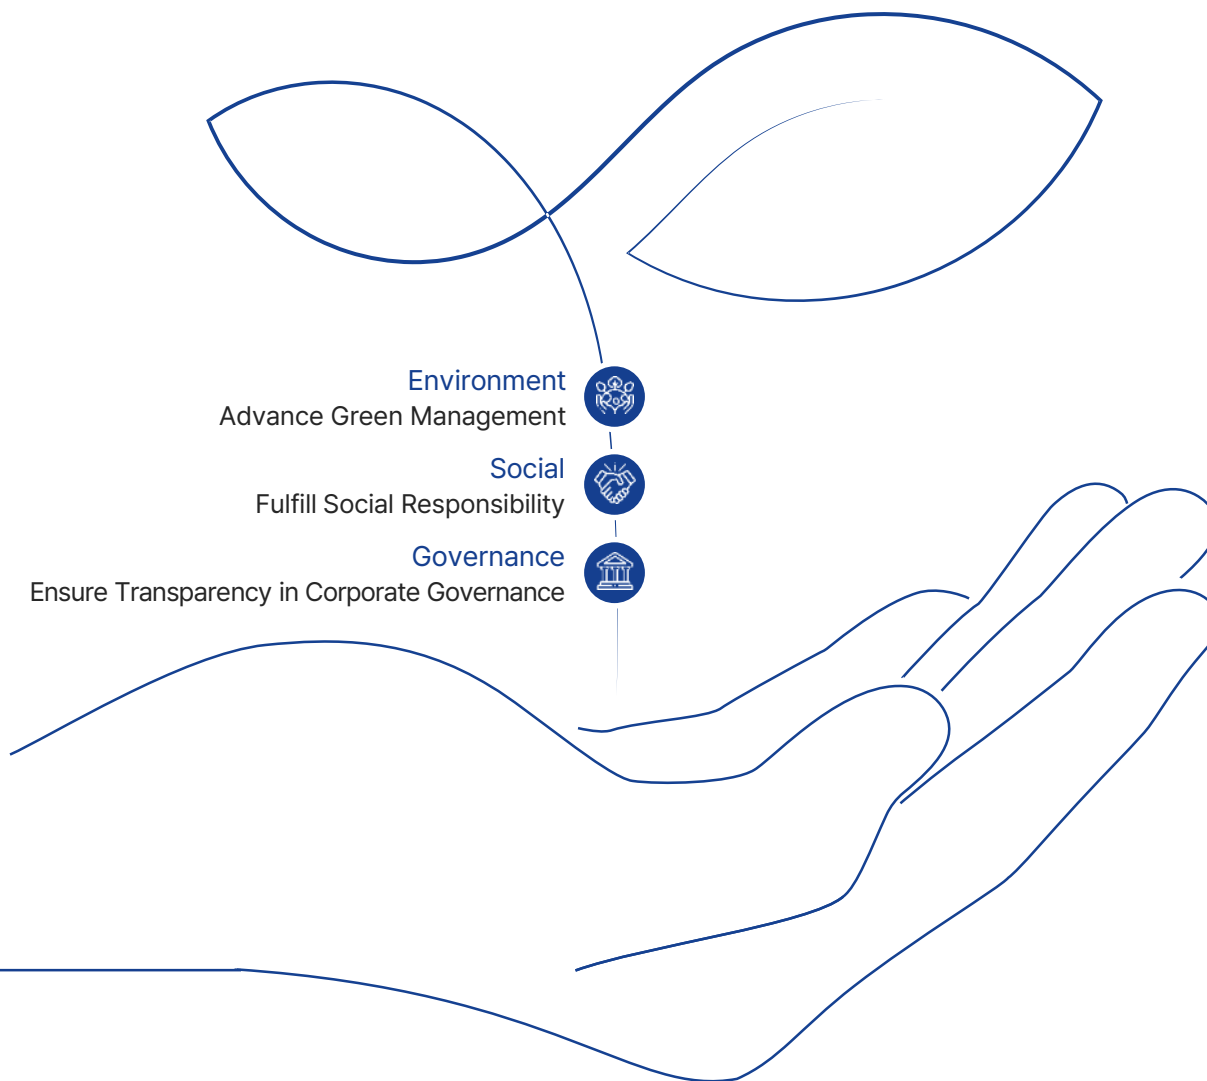 Environment
Advance Green Management
Social
Fulfill Social Responsibility
Governance
Ensure Transparency in Corporate Governance